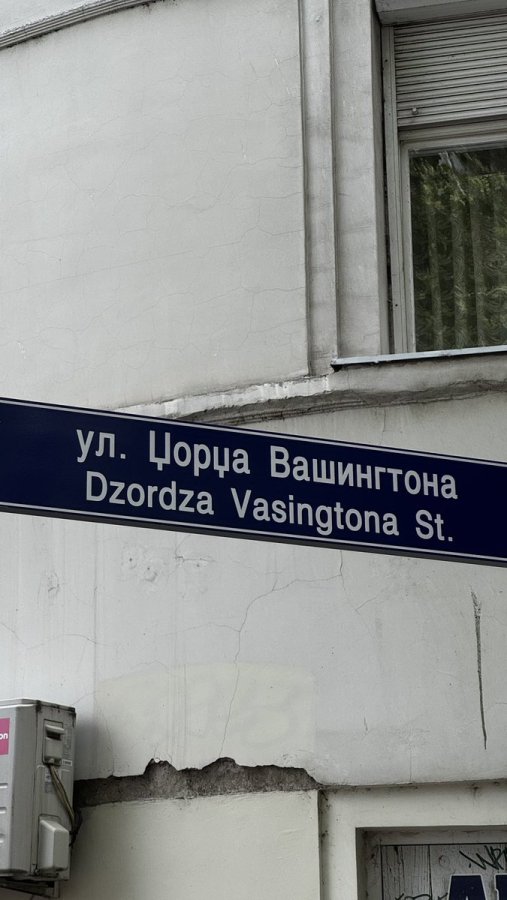 ул. Џорџа Вашингтона
Dzordza Vasingtona St.